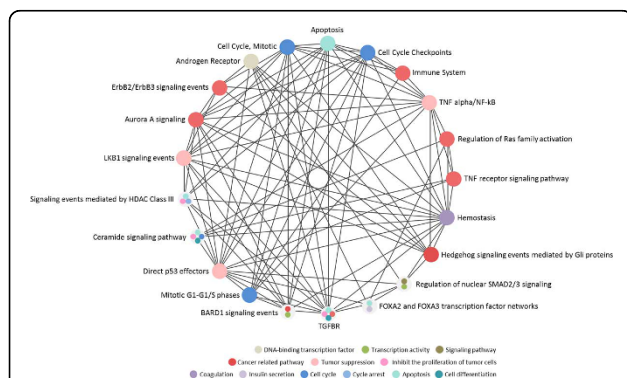 Apoptosis
Cell Cycle, Mitotic
Cell Cycle Checkpoints
Androgen Receptor
Immune System
ErbB2/ErbB3 signaling events
TNF alpha/NF-kB
Aurora A signaling
Regulation of Ras family activation
LKB1 signaling events
TNF receptor signaling pathway
Signaling events mediated by HDAC Class III
Hemostasis
Ceramide signaling pathway
Hedgehog signaling events mediated by Gli proteins
Direct p53 effectors
Regulation of nuclear SMAD2/3 signaling
Mitotic G1-G1/S phases
FOXA2 and FOXA3 transcription factor networks
BARD1 signaling events
TGFBR
DNA-binding transcription factor Transcription activity Signaling pathway
Cancer related pathway Tumor suppression Inhibit the proliferation of tumor cells
Coagulation Insulin secretion Cell cycle Cycle arrest Apoptosis Cell differentiation